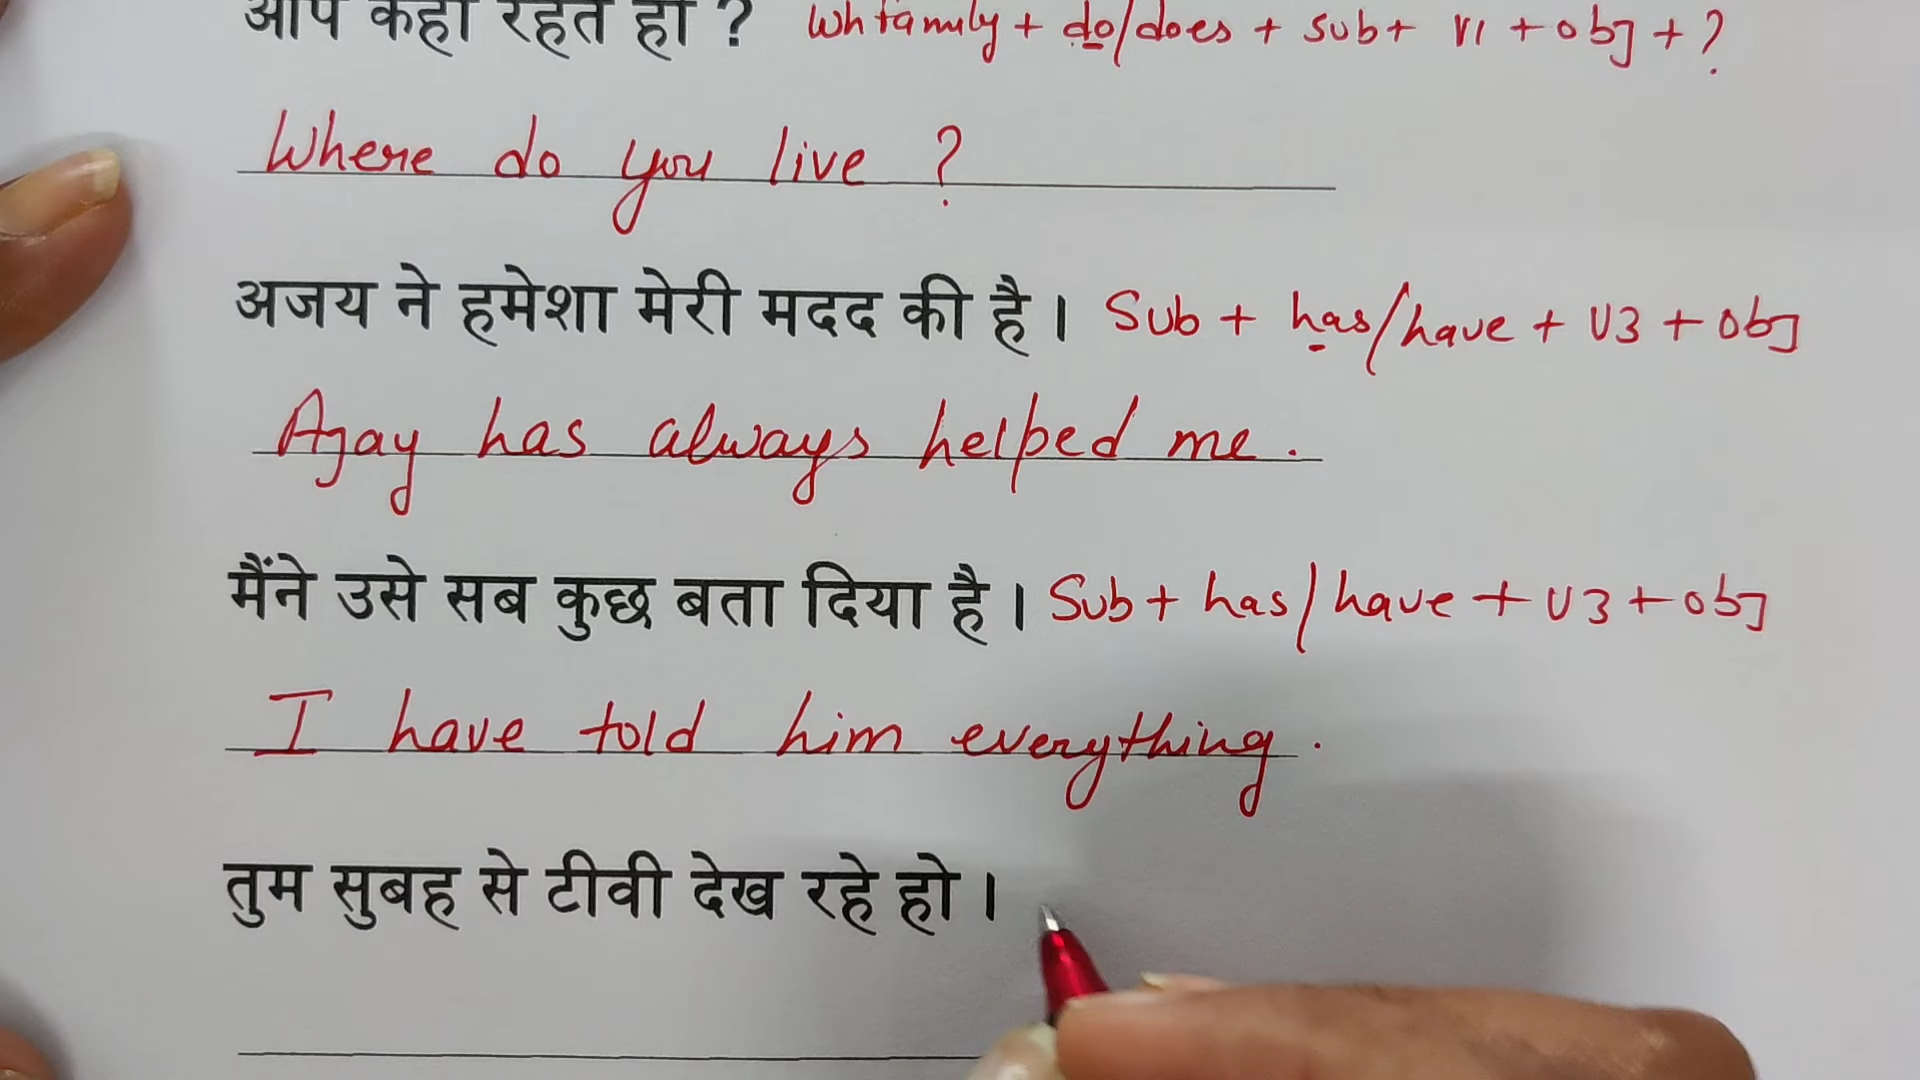 आप कहाँ रहते हो ? Wh family + do/does + sub + V1 + obj + ?
Where do you live ?
अजय ने हमेशा मेरी मदद की है । Sub + has/have + V3 + obj
Ajay has always helped me.
मैंने उसे सब कुछ बता दिया है । Sub + has/have + V3 + obj
I have told him everything.
तुम सुबह से टीवी देख रहे हो ।